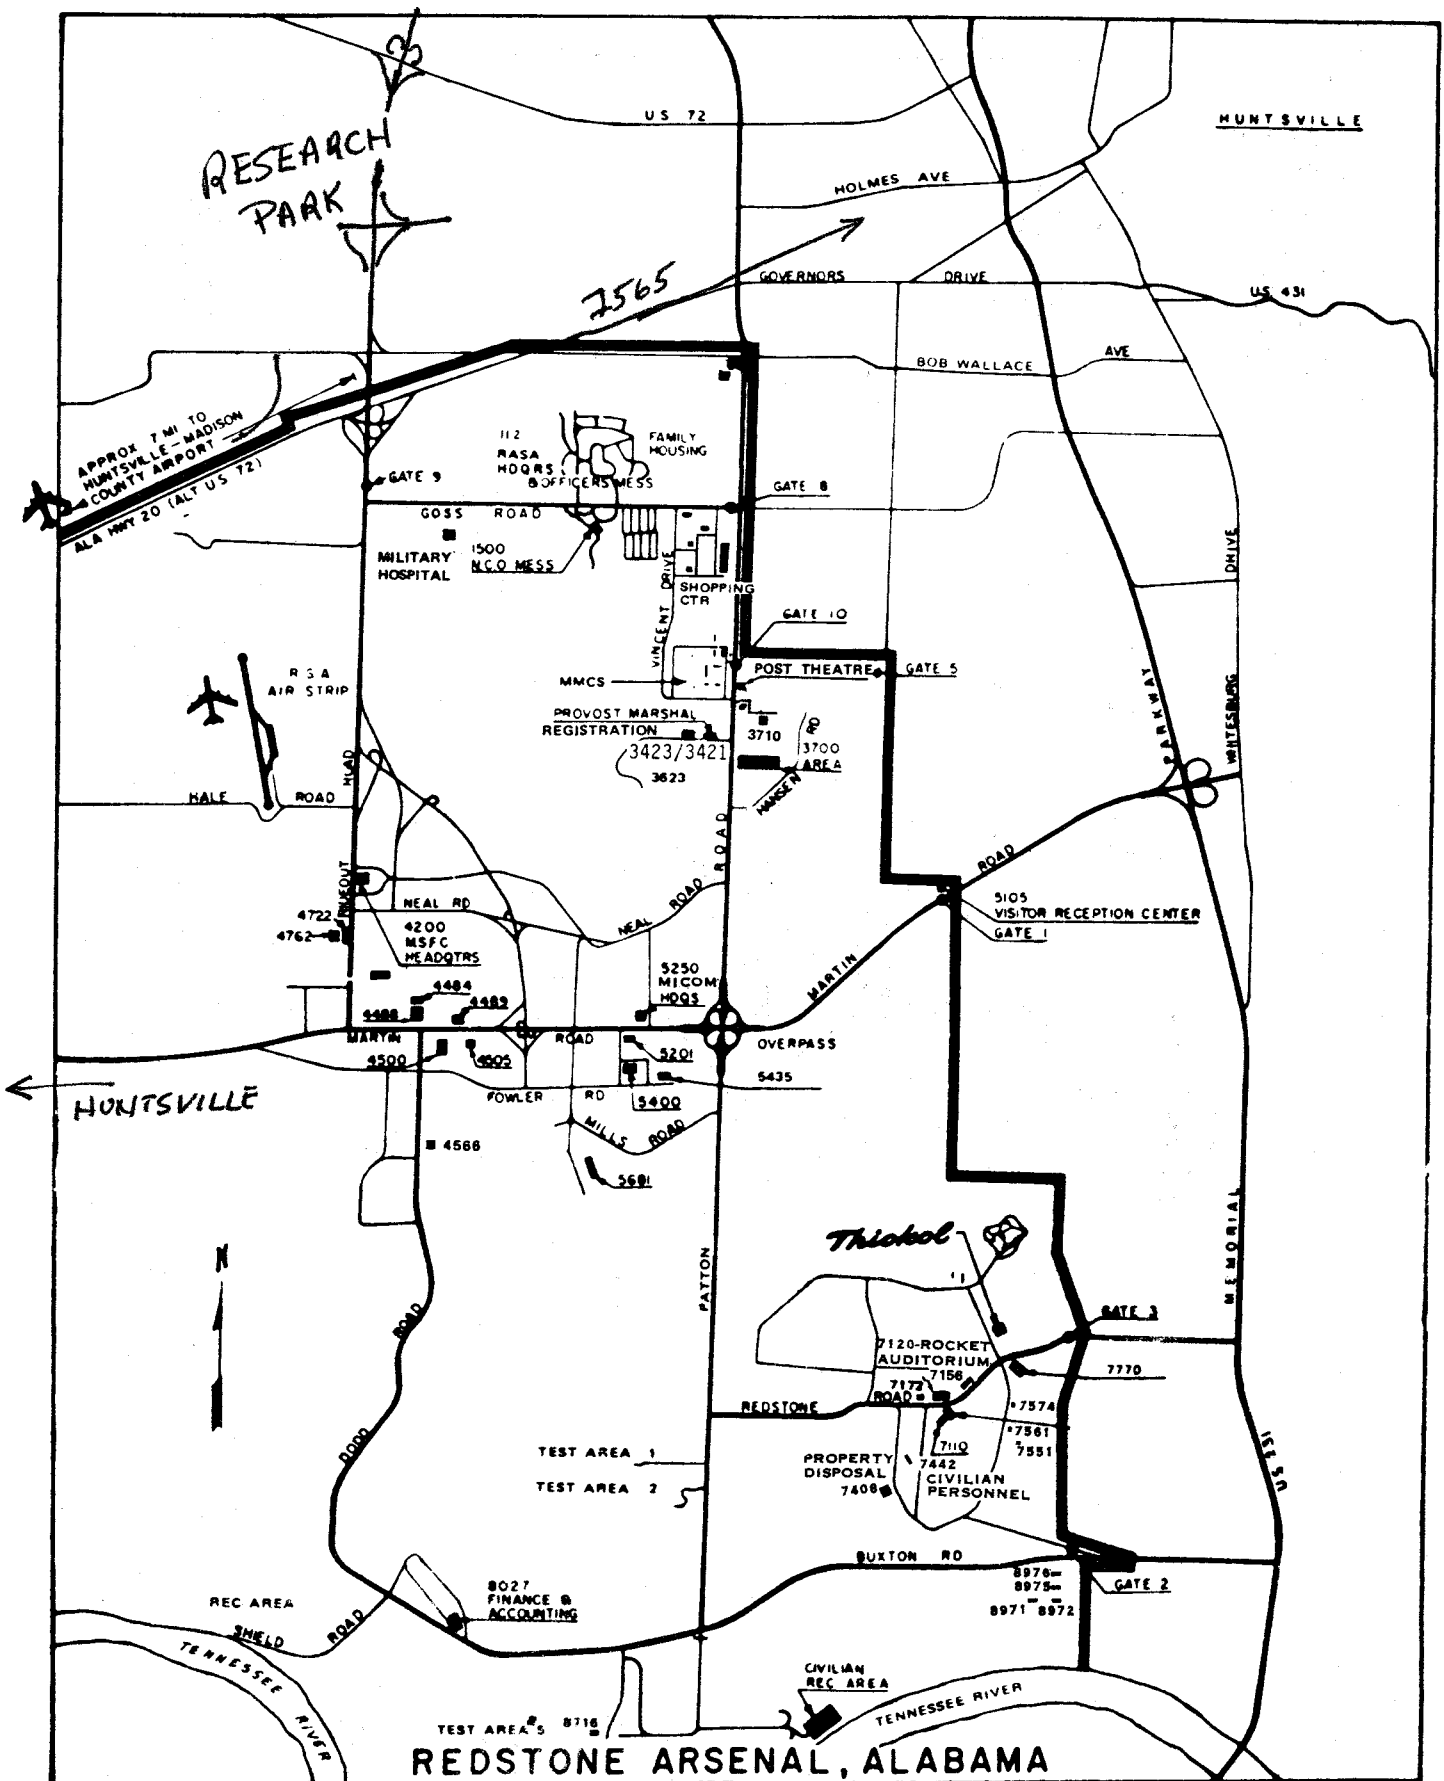 US 72
HUNTSVILLE
RESEARCH
PARK
HOLMES AVE
GOVERNORS DRIVE
US 431
I565
BOB WALLACE AVE
APPROX 7 MI TO
HUNTSVILLE-MADISON
COUNTY AIRPORT
ALA HWY 20 (ALT US 72)
112
RASA
HDQRS
& OFFICERS MESS
FAMILY
HOUSING
GATE 9
GATE 8
GOSS ROAD
MILITARY
HOSPITAL
1500
N.C.O MESS
VINCENT DRIVE
SHOPPING
CTR
DRIVE
GATE 10
R S A
AIR STRIP
MMCS
POST THEATRE
GATE 5
PARKWAY
WHITESBURG
PROVOST MARSHAL
REGISTRATION
3423/3421
3623
3710
3700
AREA
HANSEN RD
HALE ROAD
ROAD
ROAD
ROAD
RIDEOUT
NEAL RD
NEAL ROAD
4722
4762
4200
MSFC
HEADQTRS
5105
VISITOR RECEPTION CENTER
GATE 1
MARTIN
5250
MICOM
HDQS
4484
4488
4489
MARTIN ROAD
OVERPASS
4500
4505
5201
5435
HUNTSVILLE
FOWLER RD
5400
MILLS ROAD
4566
5681
N
Thiokol
PATTON
MEMORIAL
GATE 3
ROAD
7120-ROCKET
AUDITORIUM
7156
7172
7770
REDSTONE ROAD
7574
7561
7551
7110
7442
DODD
TEST AREA 1
TEST AREA 2
PROPERTY
DISPOSAL
7408
CIVILIAN
PERSONNEL
US 231
BUXTON RD
8976
8975
8971 8972
GATE 2
REC AREA
SHIELD ROAD
8027
FINANCE &
ACCOUNTING
TENNESSEE RIVER
CIVILIAN
REC AREA
TENNESSEE RIVER
TEST AREA 5
8716
REDSTONE ARSENAL, ALABAMA